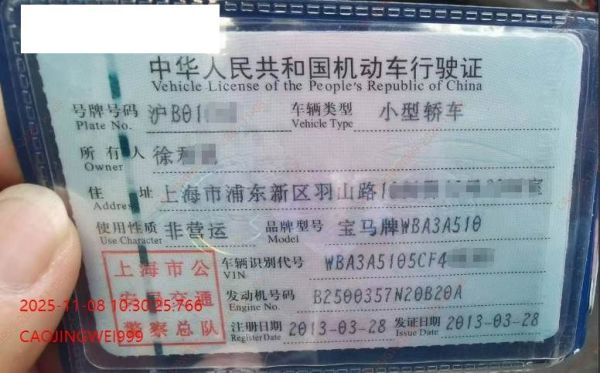 中华人民共和国机动车行驶证
Vehicle License of the People's Republic of China
号牌号码 沪B01 车辆类型 小型轿车
Plate No. Vehicle Type
所有人 徐
Owner
住址 上海市浦东新区羽山路1 室
Address
使用性质 非营运 品牌型号 宝马牌WBA3A510
Use Character Model
上海市公安局交通警察总队
车辆识别代号 WBA3A5105CF4
VIN
发动机号码 B2500357N20B20A
Engine No.
注册日期 2013-03-28 发证日期 2013-03-28
Register Date Issue Date
2025-11-08 10:30:25:766
CAOJINGWEI999